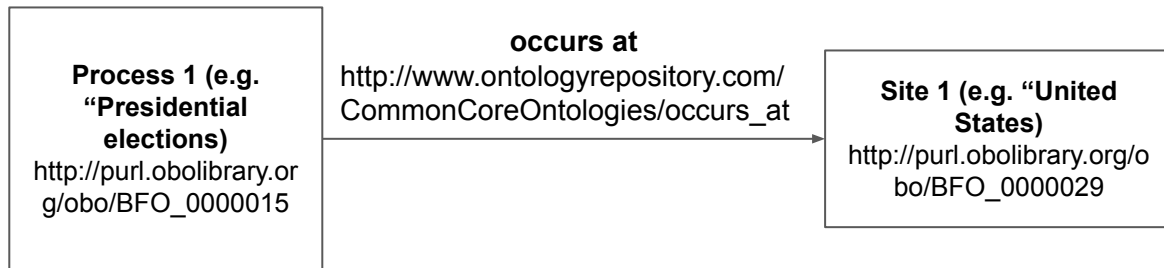 Process 1 (e.g.
“Presidential
elections)
http://purl.obolibrary.or
g/obo/BFO_0000015
occurs at
http://www.ontologyrepository.com/
CommonCoreOntologies/occurs_at
Site 1 (e.g. “United
States)
http://purl.obolibrary.org/o
bo/BFO_0000029